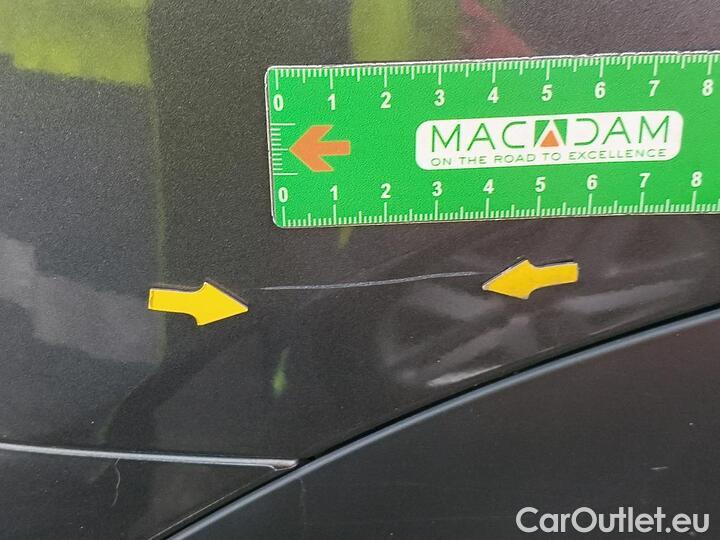 0 1 2 3 4 5 6 7 8
MACADAM
ON THE ROAD TO EXCELLENCE
0 1 2 3 4 5 6 7 8
CarOutlet.eu